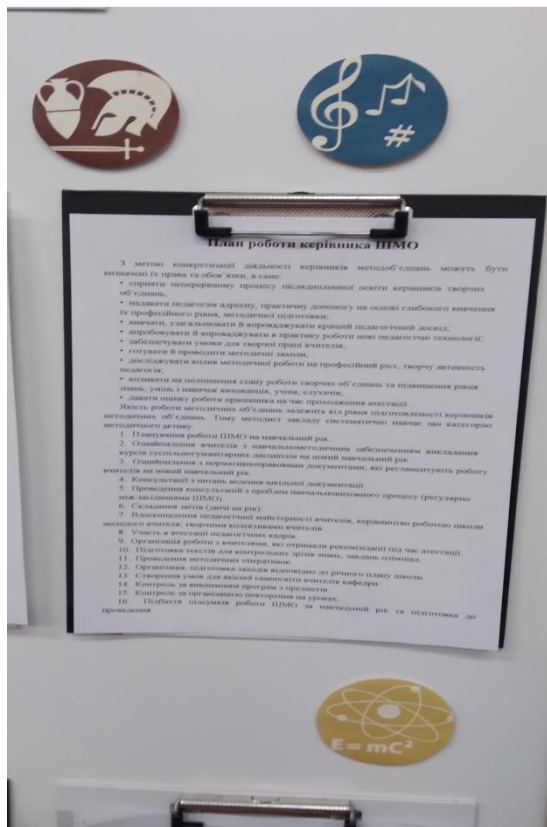 #
План роботи керівника ШМО
З метою конкретизації діяльності керівників методоб'єднань можуть бути
визначені їх права та обов'язки, а саме:
• сприяти неперервному процесу післядипломної освіти керівників творчих
об'єднань,
• надавати педагогам адресну, практичну допомогу на основі глибокого вивчення
їх професійного рівня, методичної підготовки;
• вивчати, узагальнювати й впроваджувати кращий педагогічний досвід;
• апробовувати й впроваджувати в практику роботи нові педагогічні технології;
• забезпечувати умови для творчої праці вчителів;
• готувати й проводити методичні заходи;
• досліджувати вплив методичної роботи на професійний ріст, творчу активність
педагогів;
• впливати на поліпшення стану роботи творчих об'єднань та підвищення рівня
знань, умінь і навичок вихованців, учнів, слухачів;
• давати оцінку роботи працівника на час проходження атестації.
Якість роботи методичних об'єднань залежить від рівня підготовленості керівників
методичних об'єднань. Тому методист закладу систематично навчає цю категорію
методичного активу.
1. Планування роботи ШМО на навчальний рік.
2. Ознайомлення вчителів з навчальнометодичним забезпеченням викладання
курсів суспільногуманітарних дисциплін на новий навчальний рік.
3. Ознайомлення з нормативноправовими документами, які регламентують роботу
вчителів на новий навчальний рік.
4. Консультації з питань ведення шкільної документації.
5. Проведення консультацій з проблем навчальновиховного процесу (регулярно
між засіданнями ШМО).
6. Складання звітів (двічі на рік).
7. Вдосконалення педагогічної майстерності вчителів, керівництво роботою школи
молодого вчителя, творчими колективами вчителів.
8. Участь в атестації педагогічних кадрів.
9. Організація роботи з вчителями, які отримали рекомендації під час атестації.
10. Підготовка текстів для контрольних зрізів знань, завдань олімпіад.
11. Проведення методичних оперативок.
12. Організація, підготовка заходів відповідно до річного плану школи.
13. Створення умов для якісної самоосвіти вчителів кафедри.
14. Контроль за виконанням програм з предметів.
15. Контроль за організацією повторення на уроках.
16. Підбиття підсумків роботи ШМО за навчальний рік та підготовка до
проведення
E=mC²